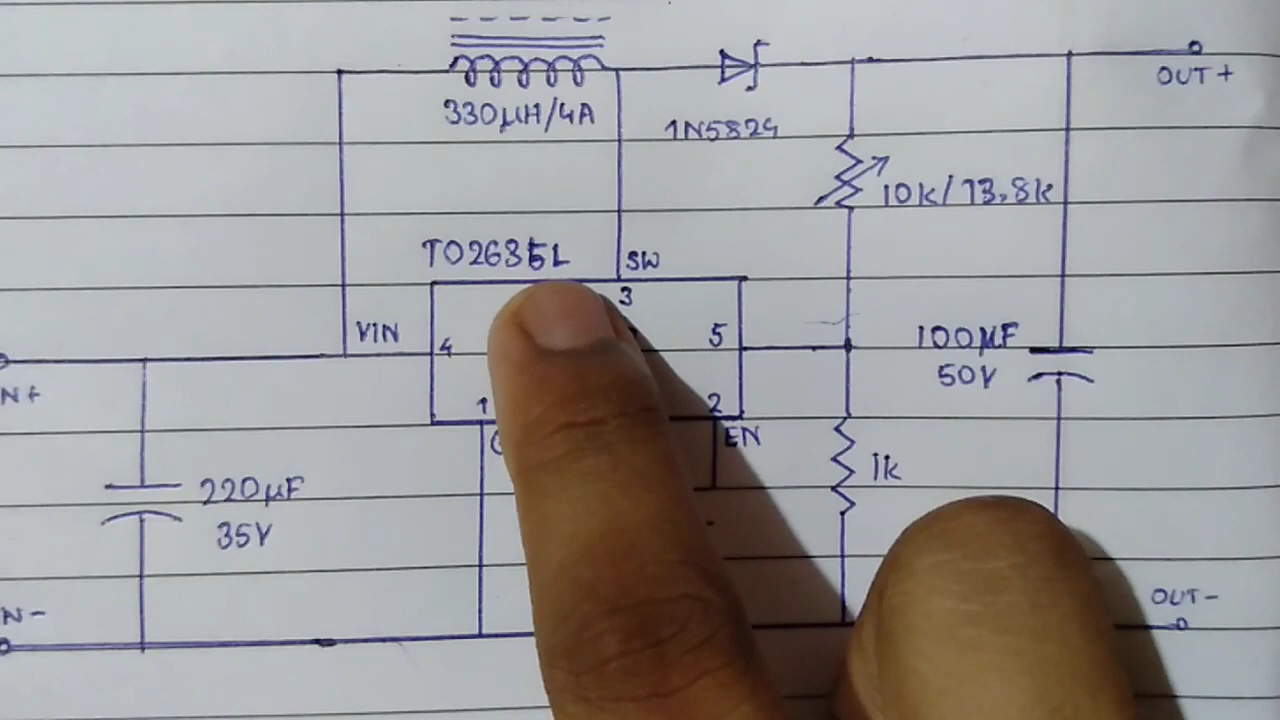 330µH/4A
1N5824
OUT+
10k/13.8k
TO263 5L
SW
3
VIN
4
5
100µF
50V
N+
1
2
EN
1k
220µF
35V
N-
OUT-